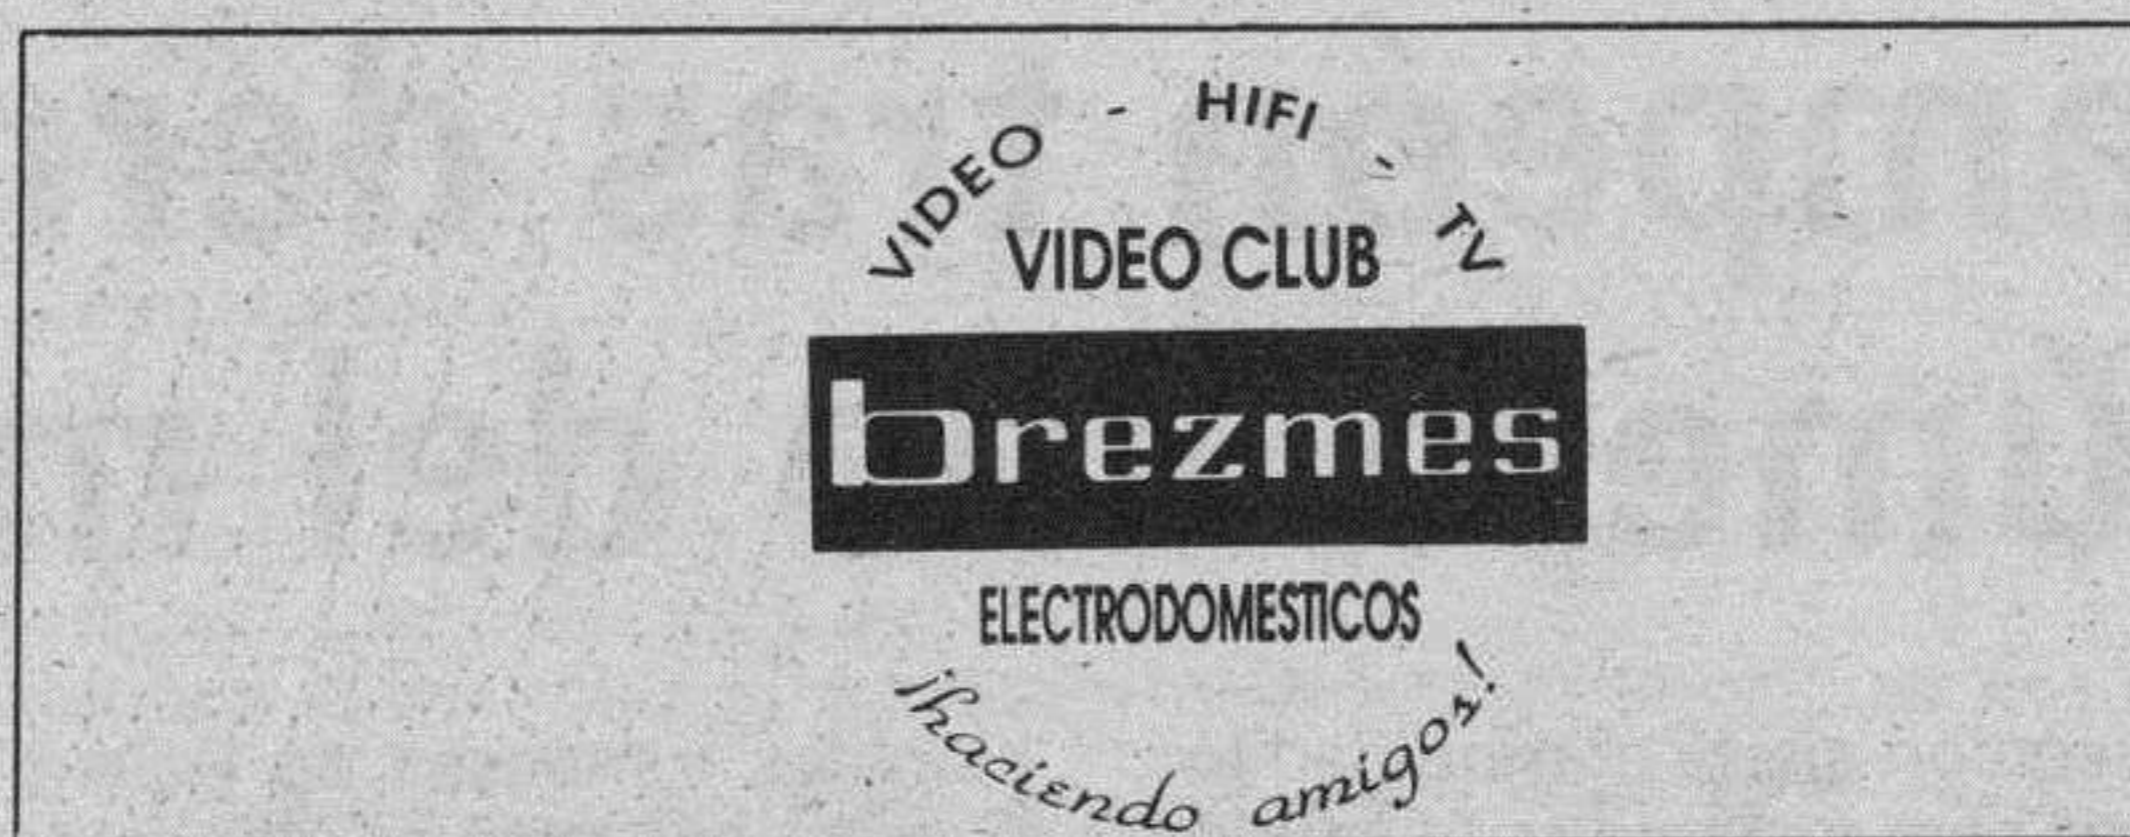 VIDEO - HIFI - TV
VIDEO CLUB
brezmes
ELECTRODOMESTICOS
¡haciendo amigos!